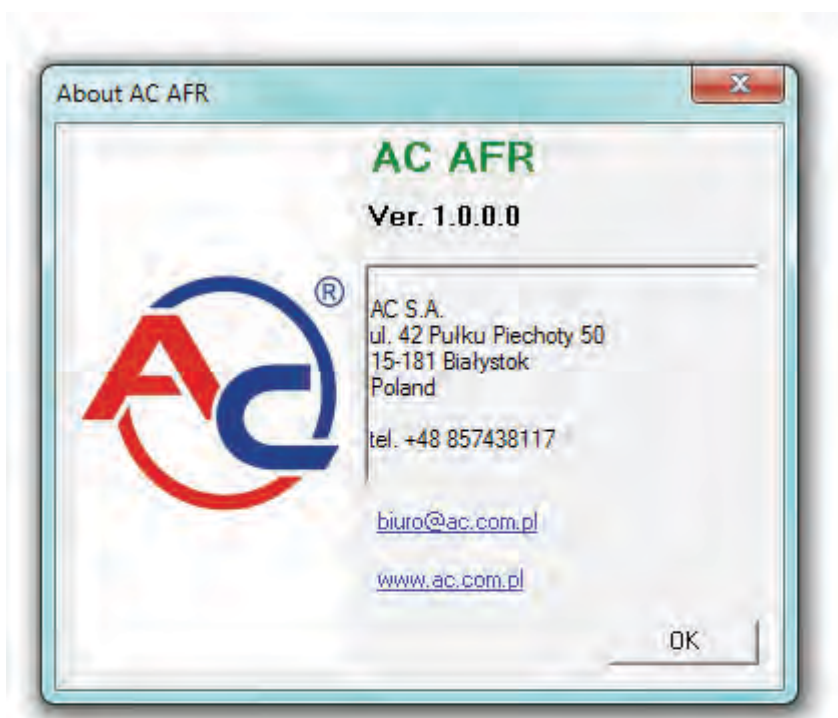 About AC AFR
AC AFR
Ver. 1.0.0.0
AC ®
AC S.A.
ul. 42 Pułku Piechoty 50
15-181 Białystok
Poland
tel. +48 857438117
biuro@ac.com.pl
www.ac.com.pl
OK